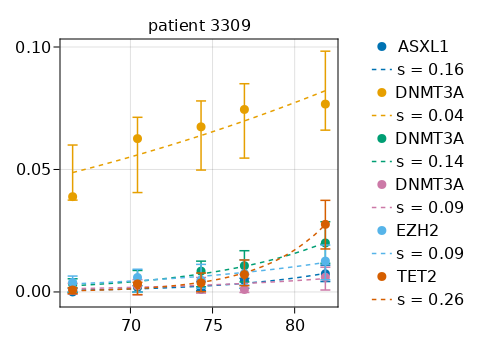 patient 3309
0.10
0.05
0.00
70
75
80
ASXL1
s = 0.16
DNMT3A
s = 0.04
DNMT3A
s = 0.14
DNMT3A
s = 0.09
EZH2
s = 0.09
TET2
s = 0.26